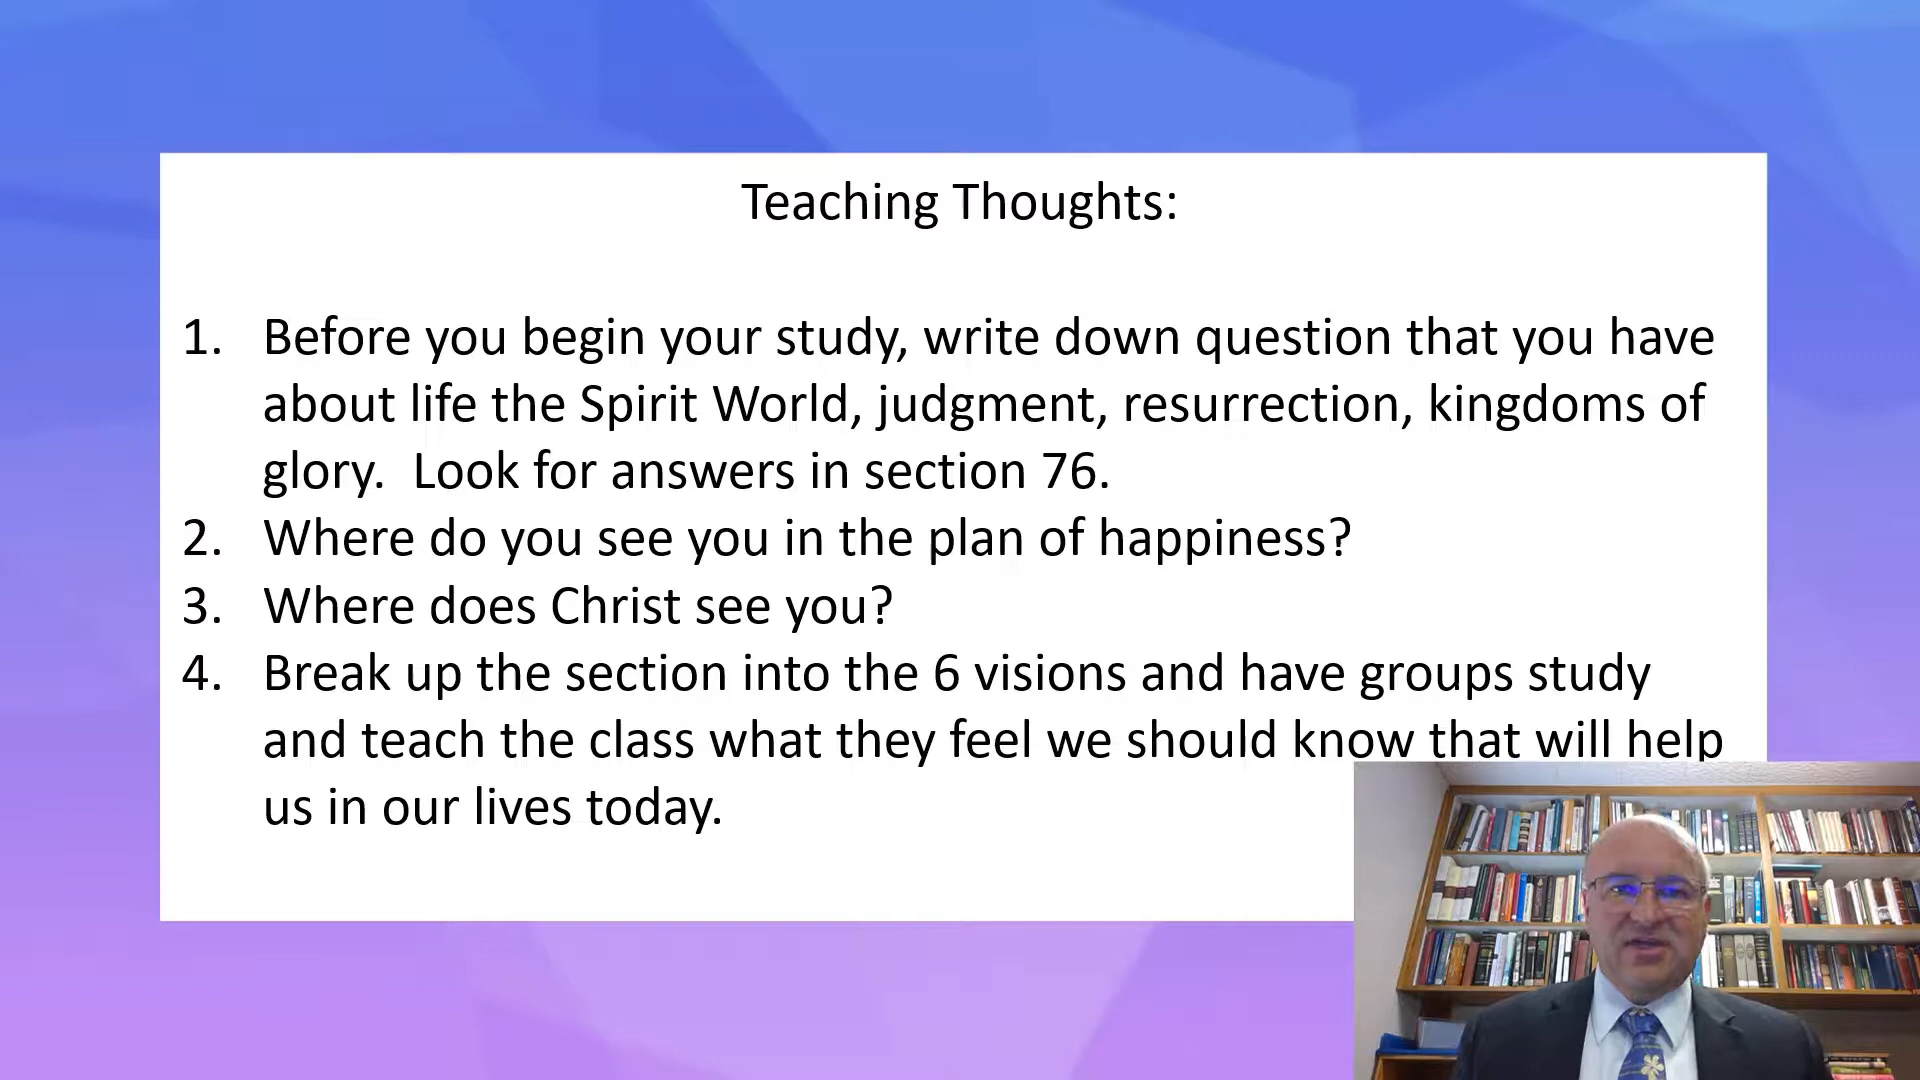 Teaching Thoughts:
1. Before you begin your study, write down question that you have
about life the Spirit World, judgment, resurrection, kingdoms of
glory. Look for answers in section 76.
2. Where do you see you in the plan of happiness?
3. Where does Christ see you?
4. Break up the section into the 6 visions and have groups study
and teach the class what they feel we should know that will help
us in our lives today.